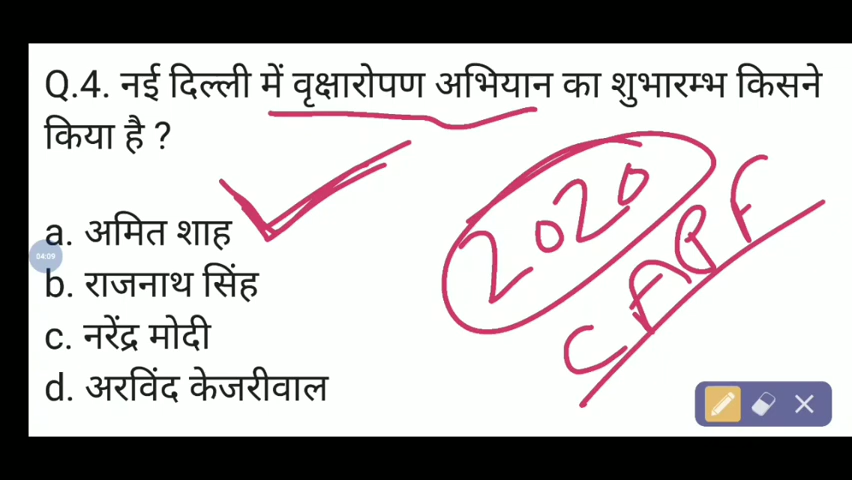 Q.4. नई दिल्ली में वृक्षारोपण अभियान का शुभारम्भ किसने
किया है ?
a. अमित शाह
04:09
b. राजनाथ सिंह
c. नरेंद्र मोदी
d. अरविंद केजरीवाल
2020
CAPF